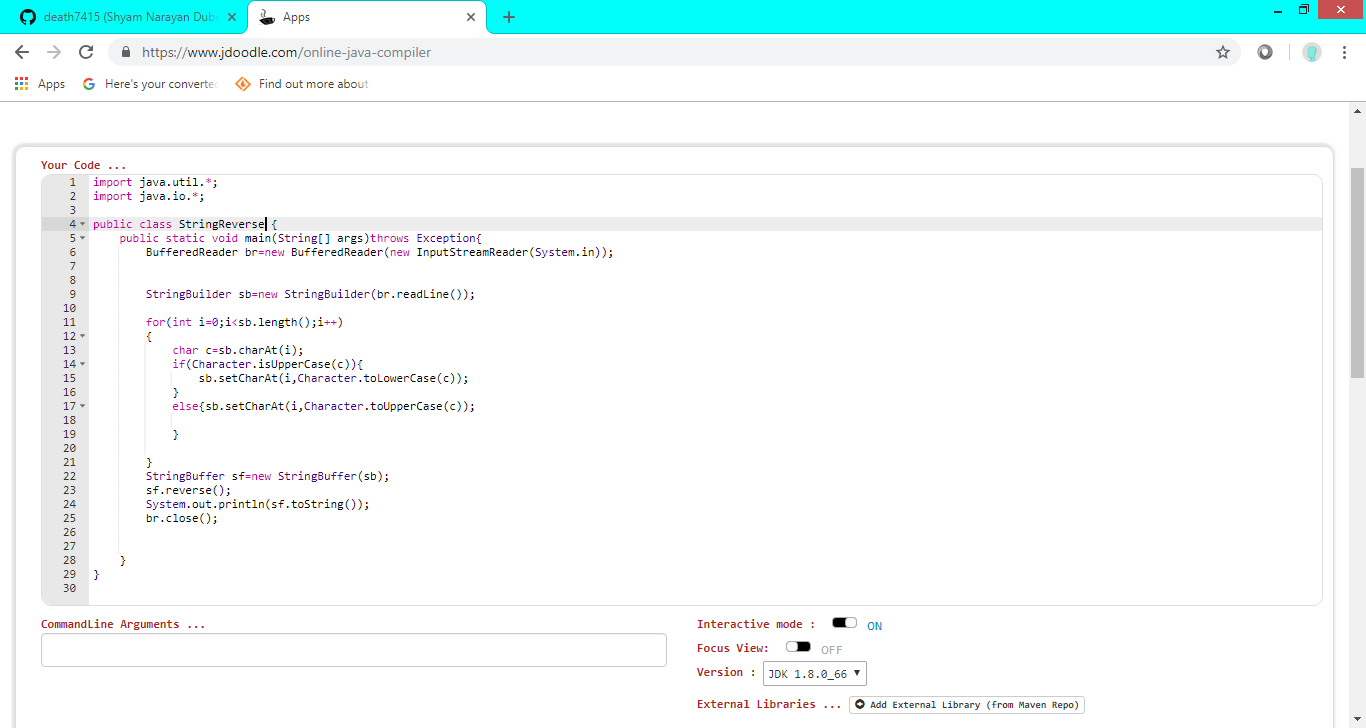 death7415 (Shyam Narayan Dub
Apps
https://www.jdoodle.com/online-java-compiler
Apps
Here's your converted
Find out more about
Your Code ...
1 import java.util.*;
2 import java.io.*;
3
4 public class StringReverse {
5 public static void main(String[] args)throws Exception{
6 BufferedReader br=new BufferedReader(new InputStreamReader(System.in));
7
8
9 StringBuilder sb=new StringBuilder(br.readLine());
10
11 for(int i=0;i<sb.length();i++)
12 {
13 char c=sb.charAt(i);
14 if(Character.isUpperCase(c)){
15 sb.setCharAt(i,Character.toLowerCase(c));
16 }
17 else{sb.setCharAt(i,Character.toUpperCase(c));
18
19 }
20
21 }
22 StringBuffer sf=new StringBuffer(sb);
23 sf.reverse();
24 System.out.println(sf.toString());
25 br.close();
26
27
28 }
29 }
30
CommandLine Arguments ...
Interactive mode : ON
Focus View: OFF
Version : JDK 1.8.0_66
External Libraries ... Add External Library (from Maven Repo)